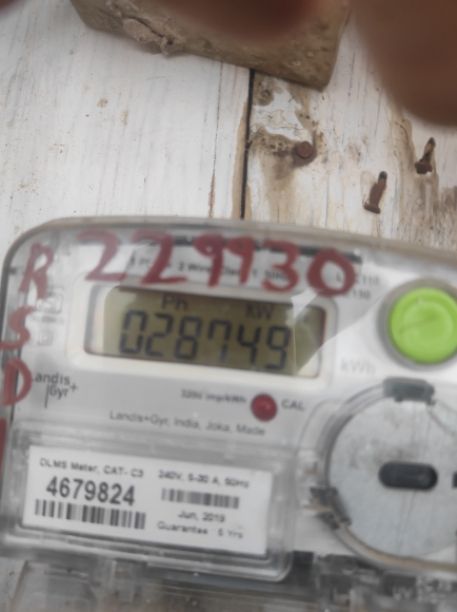 229930
R
S
D
Ph kW
028749
kWh
Landis
Gyr+
3200 imp/kWh CAL
Landis+Gyr, India, Joka, Made
DLMS Meter, CAT- C3 240V, 5-30 A, 50Hz
4679824
Jun, 2019
Guarantee : 5 Yrs